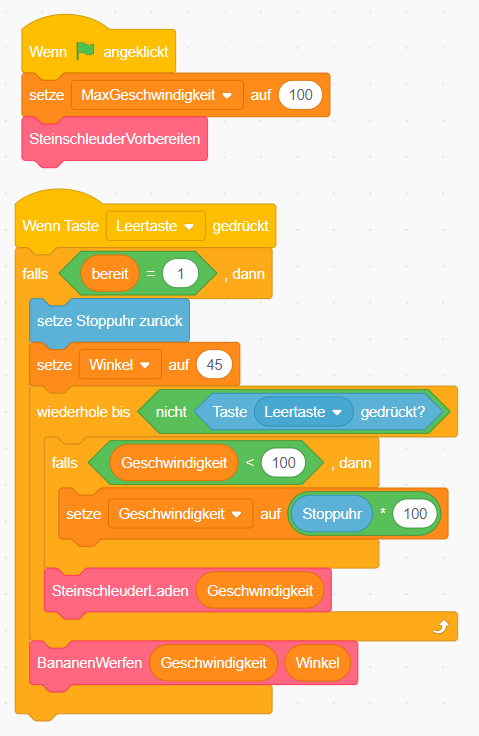 Wenn angeklickt
setze MaxGeschwindigkeit auf 100
SteinschleuderVorbereiten
Wenn Taste Leertaste gedrückt
falls bereit = 1 , dann
setze Stoppuhr zurück
setze Winkel auf 45
wiederhole bis nicht Taste Leertaste gedrückt?
falls Geschwindigkeit < 100 , dann
setze Geschwindigkeit auf Stoppuhr * 100
SteinschleuderLaden Geschwindigkeit
BananenWerfen Geschwindigkeit Winkel